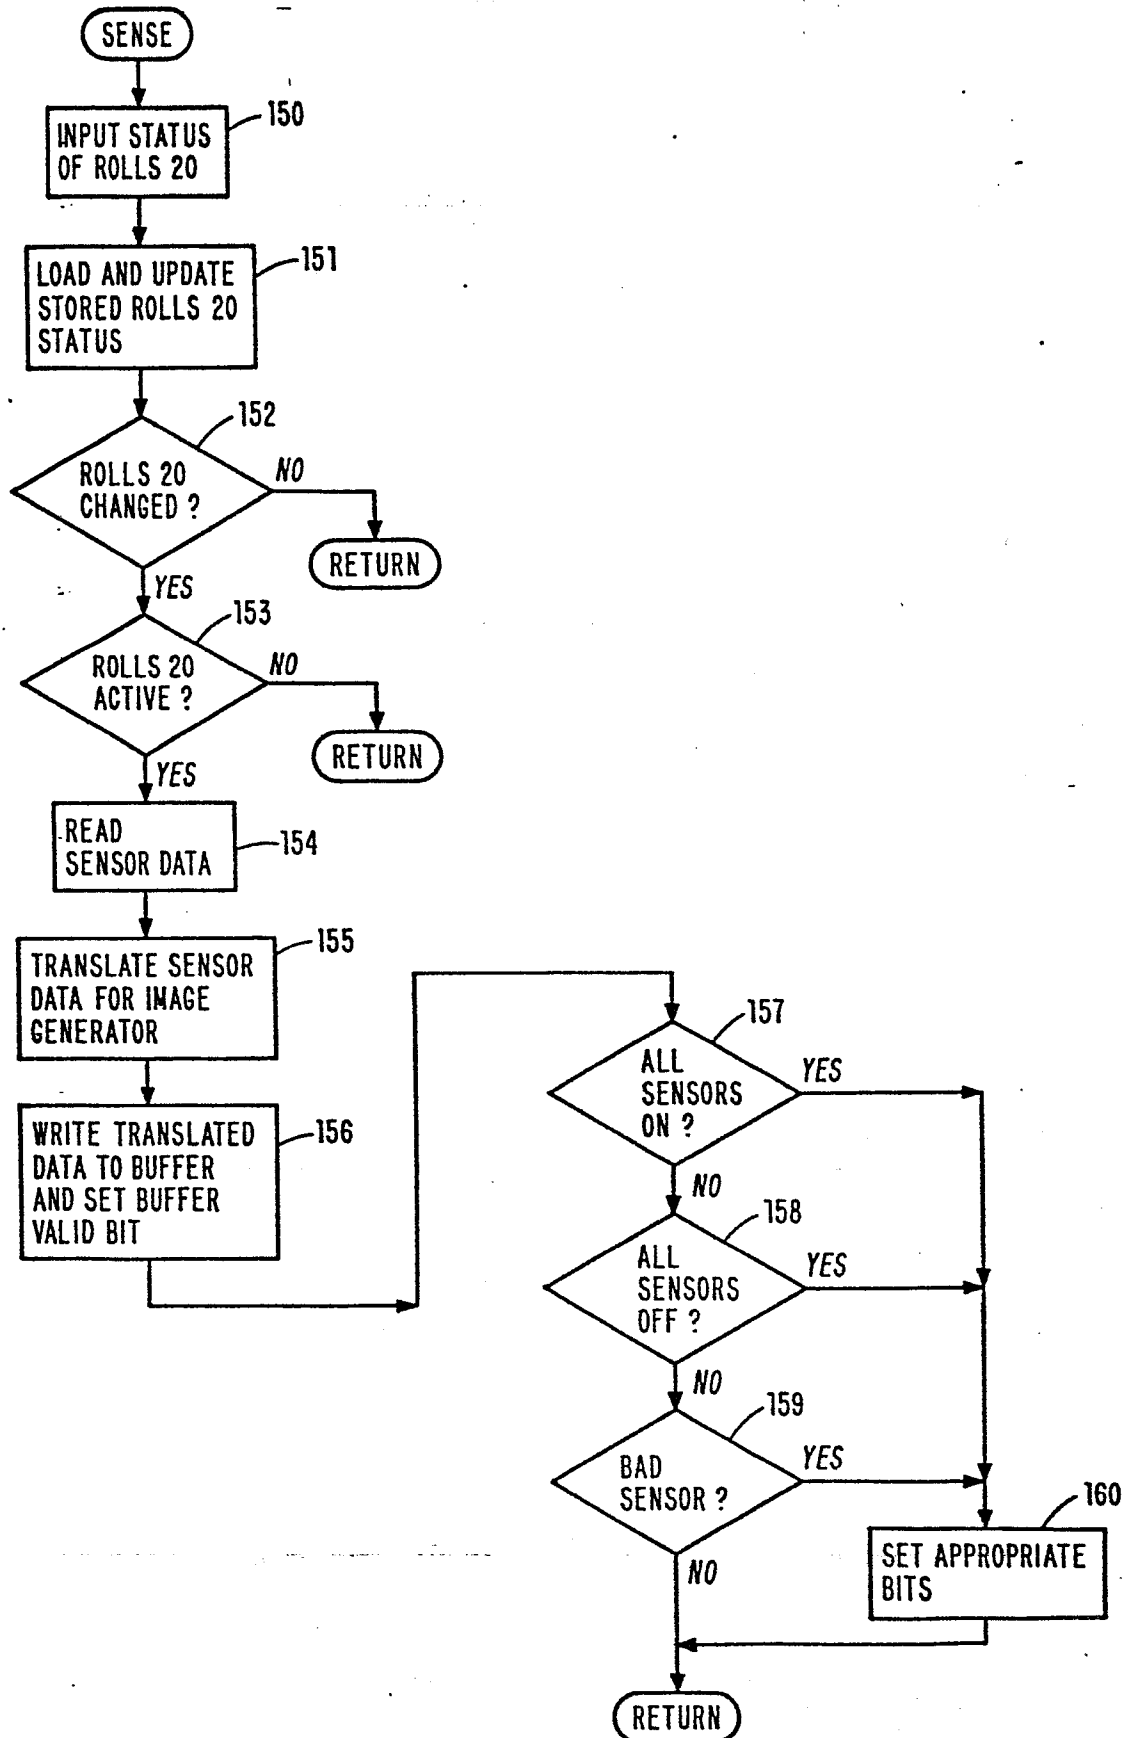 SENSE
150
INPUT STATUS
OF ROLLS 20
151
LOAD AND UPDATE
STORED ROLLS 20
STATUS
152
ROLLS 20
CHANGED ?
NO
RETURN
YES
153
ROLLS 20
ACTIVE ?
NO
RETURN
YES
READ
SENSOR DATA
154
155
TRANSLATE SENSOR
DATA FOR IMAGE
GENERATOR
156
WRITE TRANSLATED
DATA TO BUFFER
AND SET BUFFER
VALID BIT
157
ALL
SENSORS
ON ?
YES
NO
158
ALL
SENSORS
OFF ?
YES
NO
159
BAD
SENSOR ?
YES
NO
160
SET APPROPRIATE
BITS
RETURN